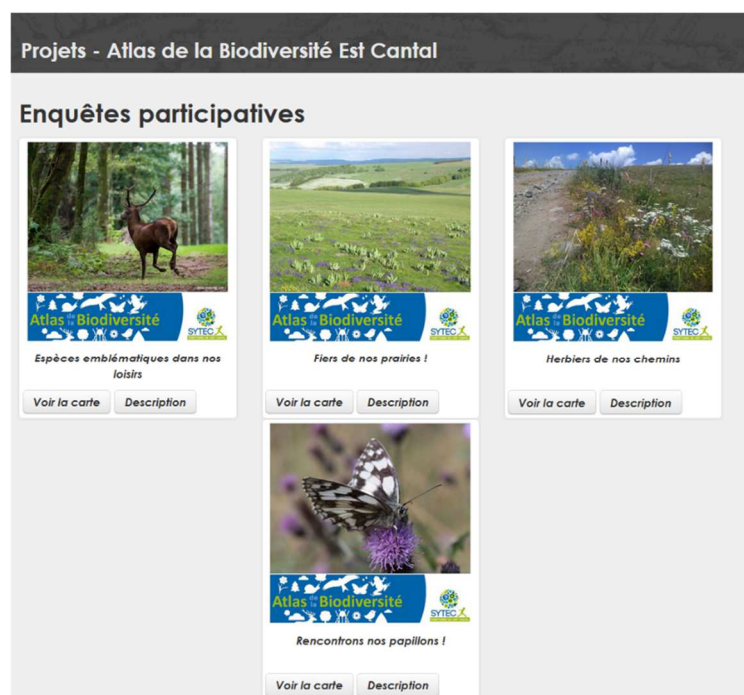 Projets - Atlas de la Biodiversité Est Cantal
Enquêtes participatives
Atlas de la Biodiversité
SYTEC
Espèces emblématiques dans nos
loisirs
Voir la carte Description
Atlas de la Biodiversité
SYTEC
Fiers de nos prairies !
Voir la carte Description
Atlas de la Biodiversité
SYTEC
Herbiers de nos chemins
Voir la carte Description
Atlas de la Biodiversité
SYTEC
Rencontrons nos papillons !
Voir la carte Description